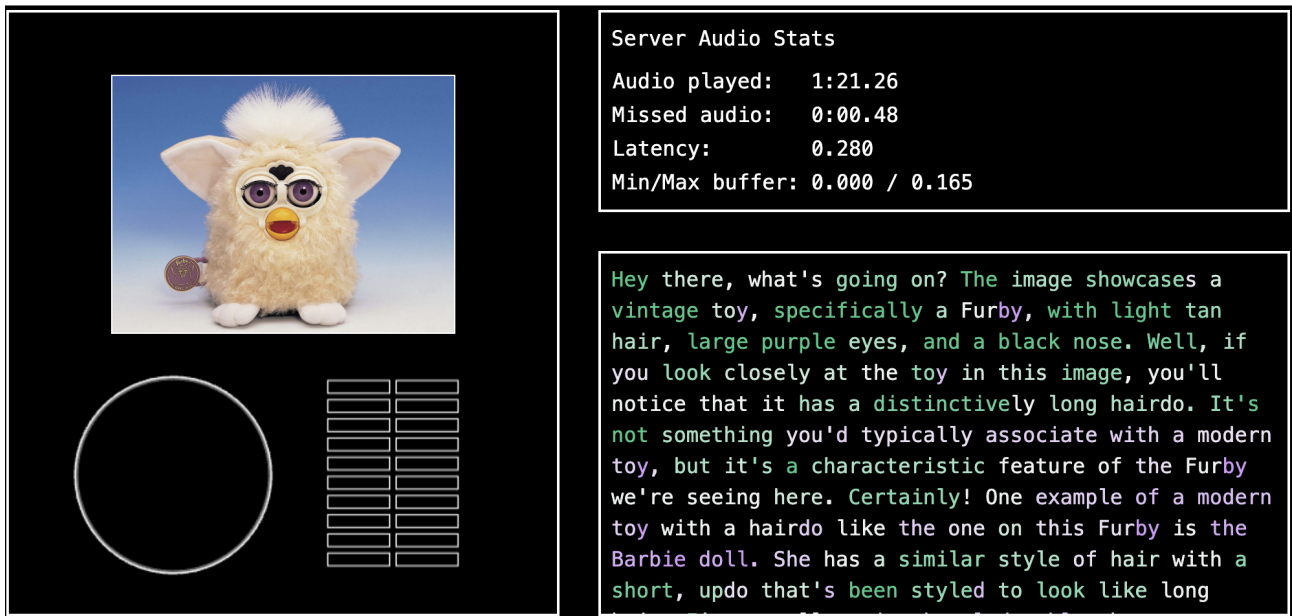 Server Audio Stats
Audio played: 1:21.26
Missed audio: 0:00.48
Latency: 0.280
Min/Max buffer: 0.000 / 0.165
Hey there, what's going on? The image showcases a
vintage toy, specifically a Furby, with light tan
hair, large purple eyes, and a black nose. Well, if
you look closely at the toy in this image, you'll
notice that it has a distinctively long hairdo. It's
not something you'd typically associate with a modern
toy, but it's a characteristic feature of the Furby
we're seeing here. Certainly! One example of a modern
toy with a hairdo like the one on this Furby is the
Barbie doll. She has a similar style of hair with a
short, updo that's been styled to look like long